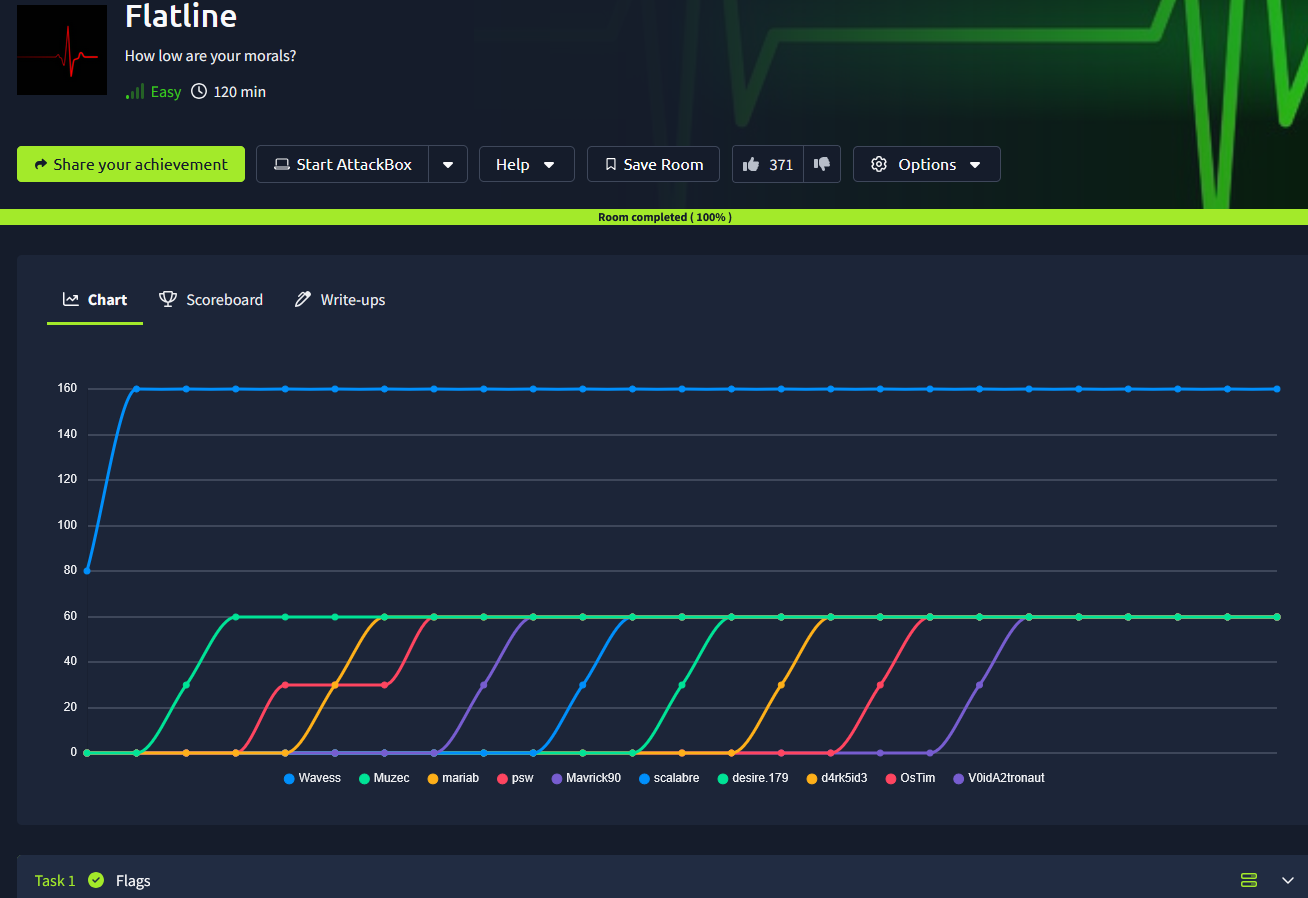 Flatline
How low are your morals?
Easy 120 min
Share your achievement Start AttackBox Help Save Room 371 Options
Room completed ( 100% )
Chart Scoreboard Write-ups
160
140
120
100
80
60
40
20
0
Wavess Muzec mariab psw Mavrick90 scalabre desire.179 d4rk5id3 OsTim V0idA2tronaut
Task 1 Flags